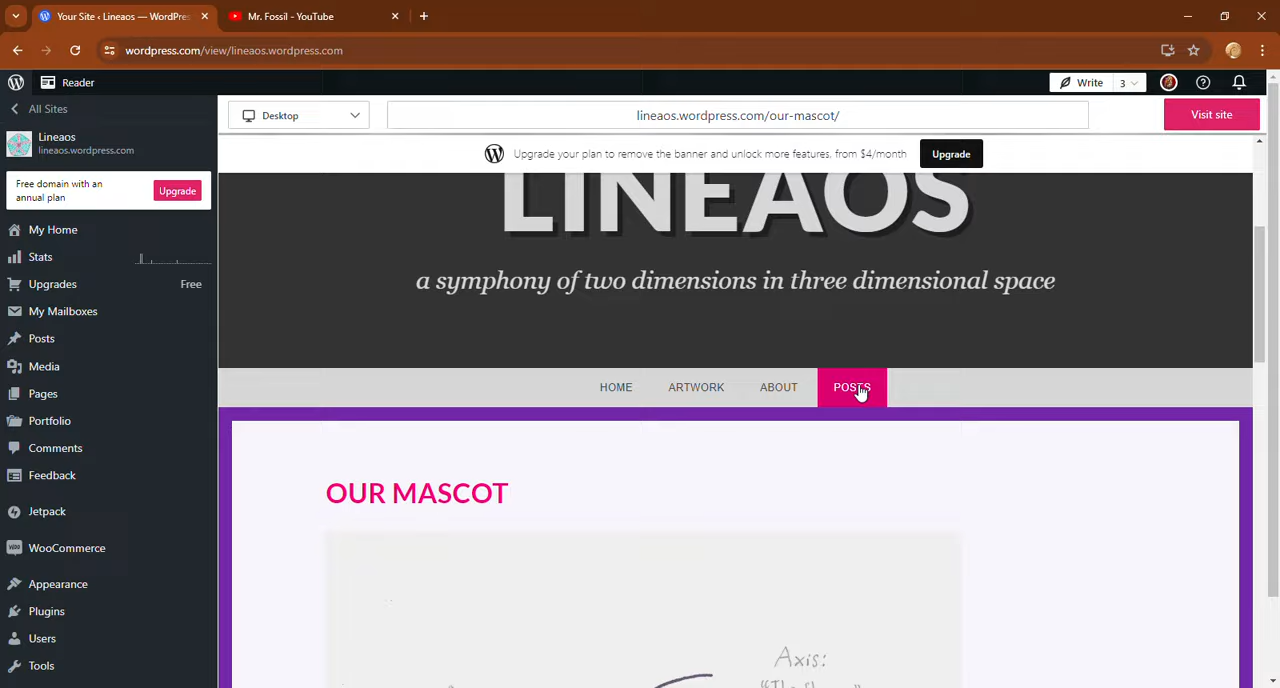 Your Site ‹ Lineaos — WordPre
Mr. Fossil - YouTube
wordpress.com/view/lineaos.wordpress.com
Reader
Write 3
All Sites
Lineaos
lineaos.wordpress.com
Desktop
lineaos.wordpress.com/our-mascot/
Visit site
Upgrade your plan to remove the banner and unlock more features, from $4/month
Upgrade
Free domain with an
annual plan
Upgrade
My Home
Stats
Upgrades Free
My Mailboxes
Posts
Media
Pages
Portfolio
Comments
Feedback
Jetpack
WooCommerce
Appearance
Plugins
Users
Tools
LINEAOS
a symphony of two dimensions in three dimensional space
HOME ARTWORK ABOUT POSTS
OUR MASCOT
Axis: